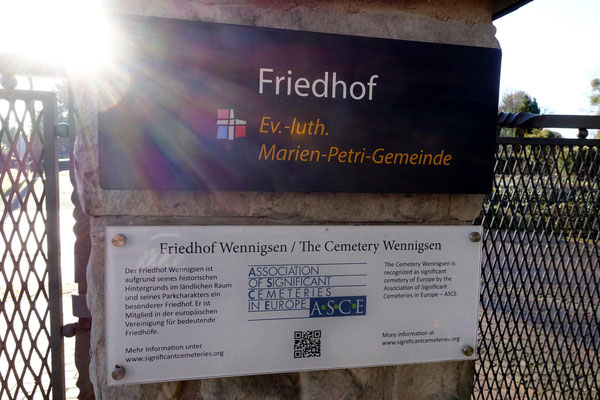 Friedhof
Ev.-luth.
Marien-Petri-Gemeinde
Friedhof Wennigsen / The Cemetery Wennigsen
Der Friedhof Wennigsen ist
aufgrund seines historischen
Hintergrunds im ländlichen Raum
und seines Parkcharakters ein
besonderer Friedhof. Er ist
Mitglied in der europäischen
Vereinigung für bedeutende
Friedhöfe.
Mehr Information unter
www.significantcemeteries.org
ASSOCIATION
OF SIGNIFICANT
CEMETERIES
IN EUROPE
A•S•C•E
The Cemetery Wennigsen is
recognized as significant
cemetery of Europe by the
Association of Significant
Cemeteries in Europe – ASCE.
More information at
www.significantcemeteries.org